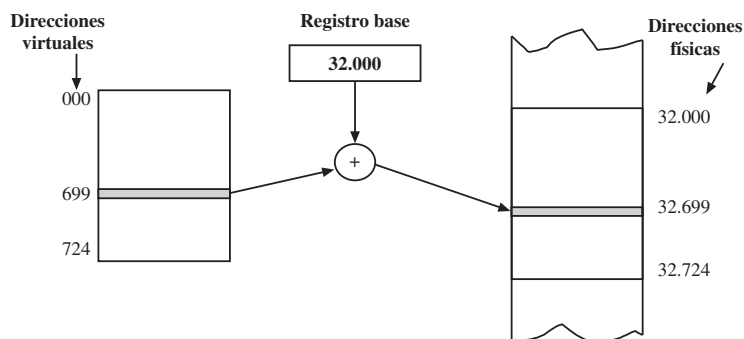 Direcciones
virtuales
Registro base
Direcciones
físicas
32.000
000
32.000
+
699
32.699
724
32.724